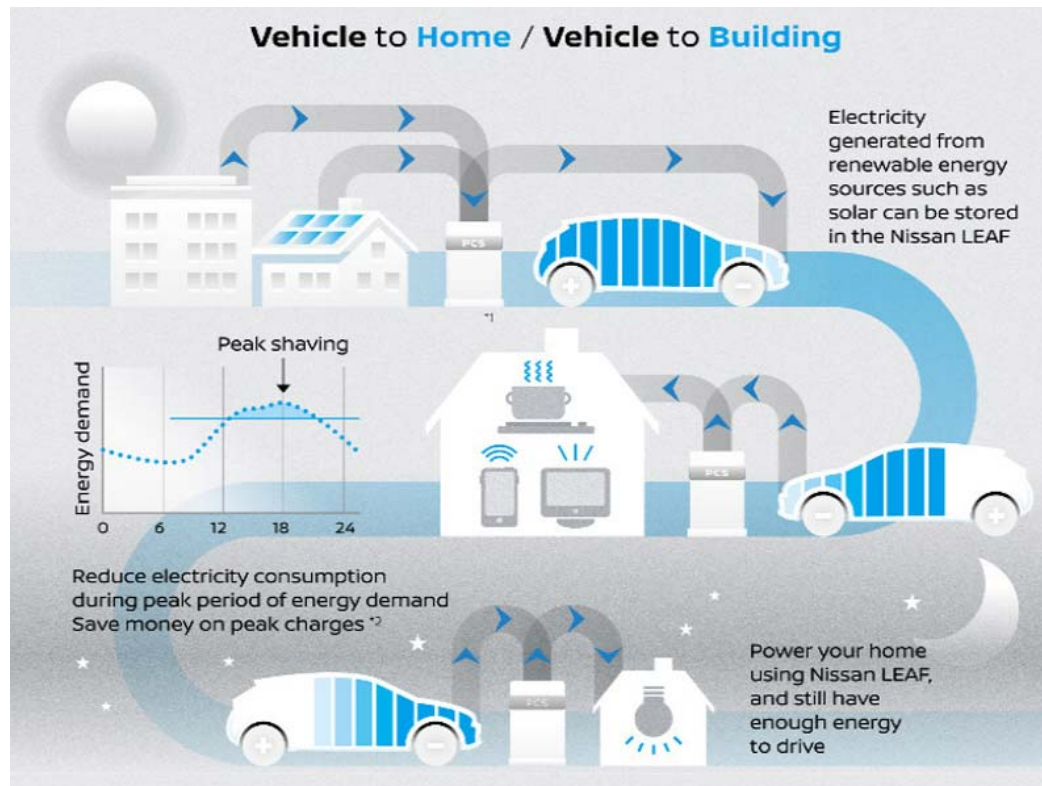 Vehicle to Home / Vehicle to Building
Electricity
generated from
renewable energy
sources such as
solar can be stored
in the Nissan LEAF
PCS
+
−
*1
Peak shaving
Energy demand
0 6 12 18 24
PCS
−
+
Reduce electricity consumption
during peak period of energy demand
Save money on peak charges *2
Power your home
using Nissan LEAF,
and still have
enough energy
to drive
PCS
+
−